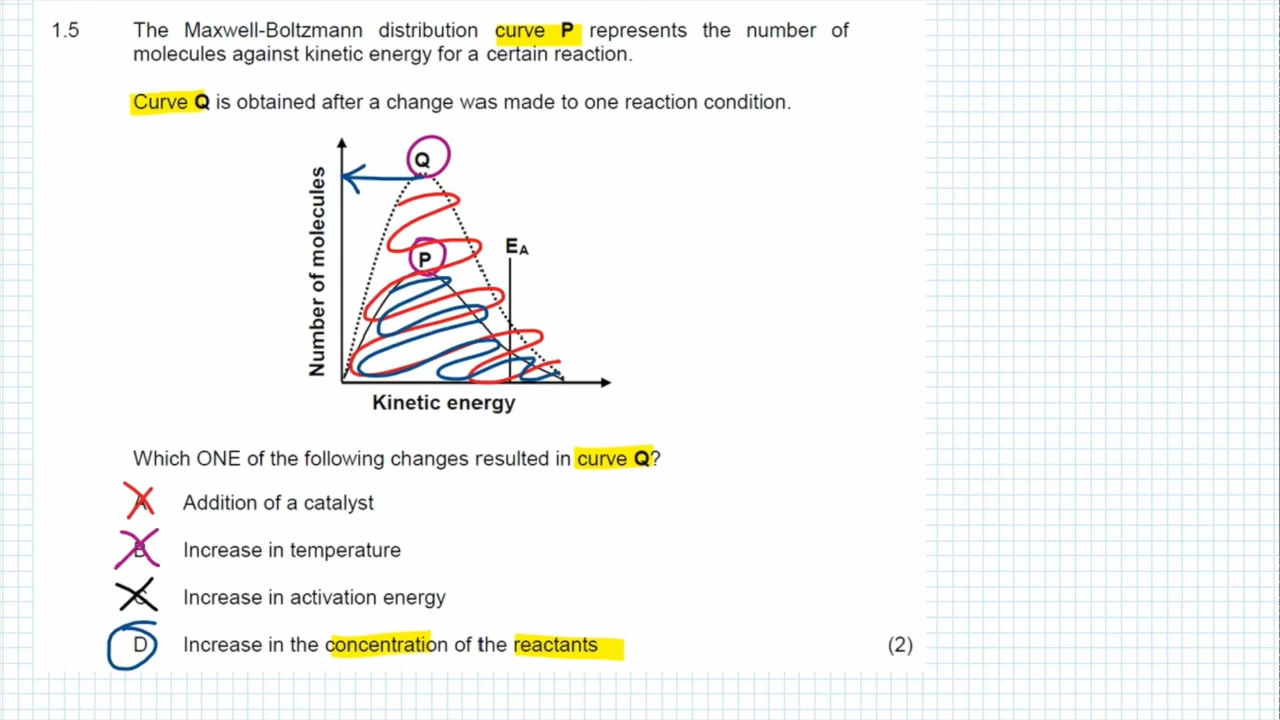 1.5 The Maxwell-Boltzmann distribution curve P represents the number of
molecules against kinetic energy for a certain reaction.
Curve Q is obtained after a change was made to one reaction condition.
Q
Number of molecules
P
EA
Kinetic energy
Which ONE of the following changes resulted in curve Q?
A Addition of a catalyst
B Increase in temperature
C Increase in activation energy
D Increase in the concentration of the reactants (2)